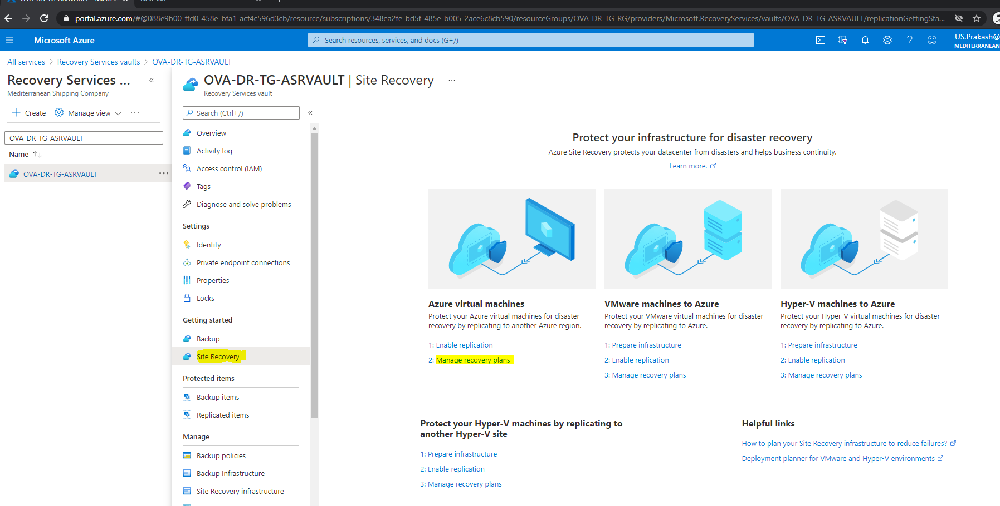 portal.azure.com/#@088e9b00-ffd0-458e-bfa1-acf4c596d3cb/resource/subscriptions/348ea2fe-bd5f-485e-b005-2ace6c8cb590/resourceGroups/OVA-DR-TG-RG/providers/Microsoft.RecoveryServices/vaults/OVA-DR-TG-ASRVAULT/replicationGettingSta...
Microsoft Azure
Search resources, services, and docs (G+/)
US.Prakash@
MEDITERRANEAN
All services > Recovery Services vaults > OVA-DR-TG-ASRVAULT
Recovery Services ... «
Mediterranean Shipping Company
+ Create Manage view ...
OVA-DR-TG-ASRVAULT
Name ↑↓
OVA-DR-TG-ASRVAULT ...
OVA-DR-TG-ASRVAULT | Site Recovery ...
Recovery Services vault
Search (Ctrl+/) «
Overview
Activity log
Access control (IAM)
Tags
Diagnose and solve problems
Settings
Identity
Private endpoint connections
Properties
Locks
Getting started
Backup
Site Recovery
Protected items
Backup items
Replicated items
Manage
Backup policies
Backup Infrastructure
Site Recovery infrastructure
Protect your infrastructure for disaster recovery
Azure Site Recovery protects your datacenter from disasters and helps business continuity.
Learn more.
Azure virtual machines
Protect your Azure virtual machines for disaster
recovery by replicating to another Azure region.
1: Enable replication
2: Manage recovery plans
VMware machines to Azure
Protect your VMware virtual machines for disaster
recovery by replicating to Azure.
1: Prepare infrastructure
2: Enable replication
3: Manage recovery plans
Hyper-V machines to Azure
Protect your Hyper-V virtual machines for disaster
recovery by replicating to Azure.
1: Prepare infrastructure
2: Enable replication
3: Manage recovery plans
Protect your Hyper-V machines by replicating to
another Hyper-V site
1: Prepare infrastructure
2: Enable replication
3: Manage recovery plans
Helpful links
How to plan your Site Recovery infrastructure to reduce failures?
Deployment planner for VMware and Hyper-V environments